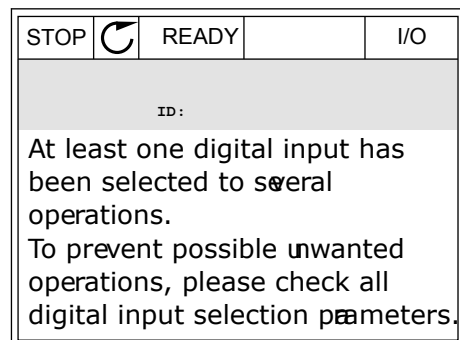 STOP READY I/O
ID:
At least one digital input has
been selected to several
operations.
To prevent possible unwanted
operations, please check all
digital input selection parameters.